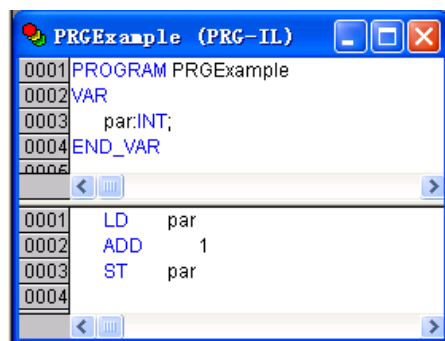 PRGExample (PRG-IL)
0001 PROGRAM PRGExample
0002 VAR
0003 par:INT;
0004 END_VAR
0005
0001 LD par
0002 ADD 1
0003 ST par
0004